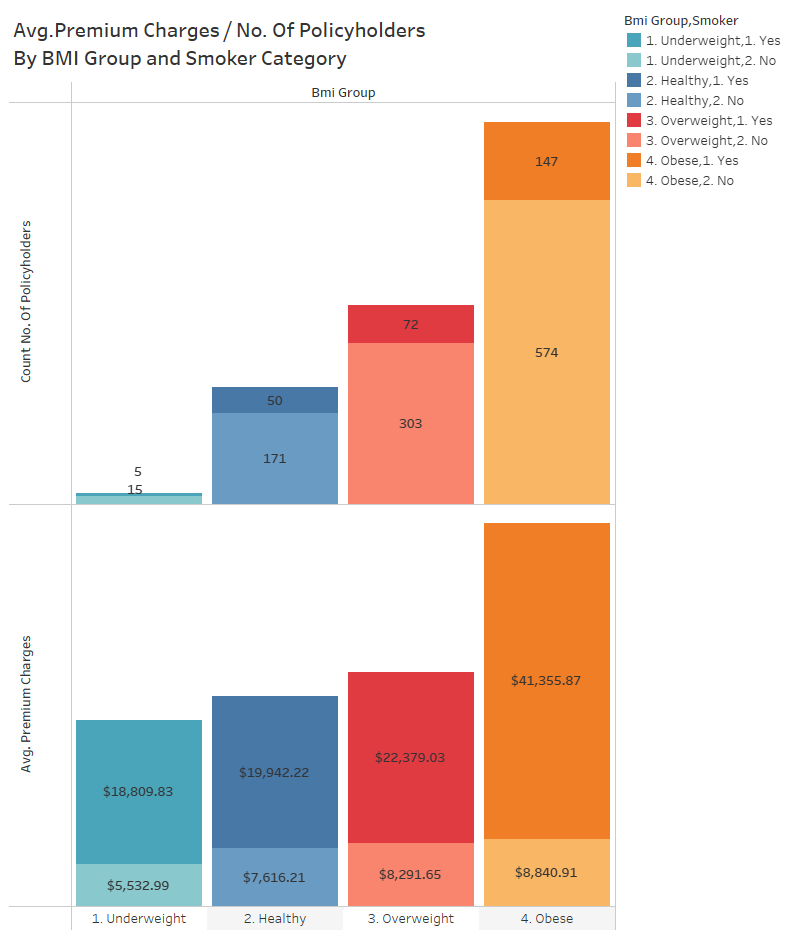 Avg.Premium Charges / No. Of Policyholders
By BMI Group and Smoker Category
Bmi Group,Smoker
1. Underweight,1. Yes
1. Underweight,2. No
2. Healthy,1. Yes
2. Healthy,2. No
3. Overweight,1. Yes
3. Overweight,2. No
4. Obese,1. Yes
4. Obese,2. No
Bmi Group
Count No. Of Policyholders
5
15
50
171
72
303
147
574
Avg. Premium Charges
$18,809.83
$5,532.99
$19,942.22
$7,616.21
$22,379.03
$8,291.65
$41,355.87
$8,840.91
1. Underweight
2. Healthy
3. Overweight
4. Obese